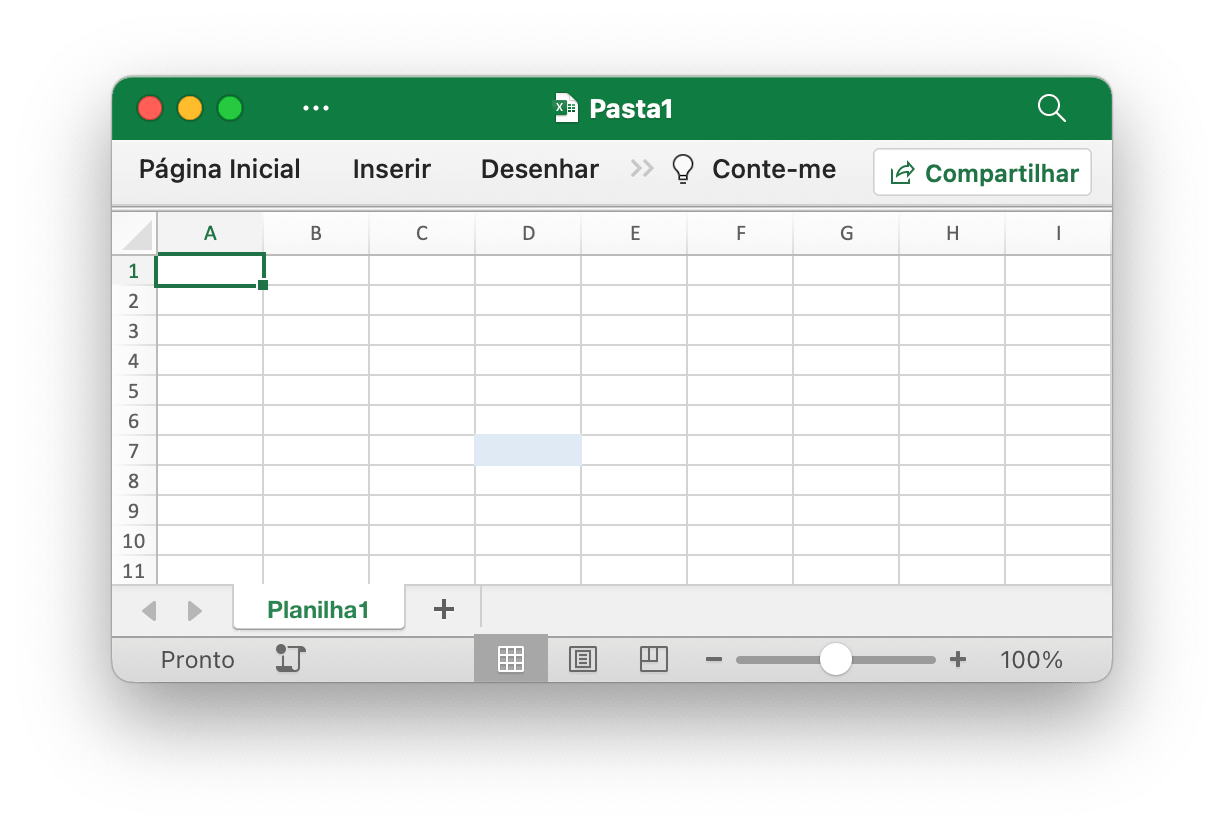 Pasta1
Página Inicial Inserir Desenhar Conte-me Compartilhar
A B C D E F G H I
1
2
3
4
5
6
7
8
9
10
11
Planilha1
Pronto 100%